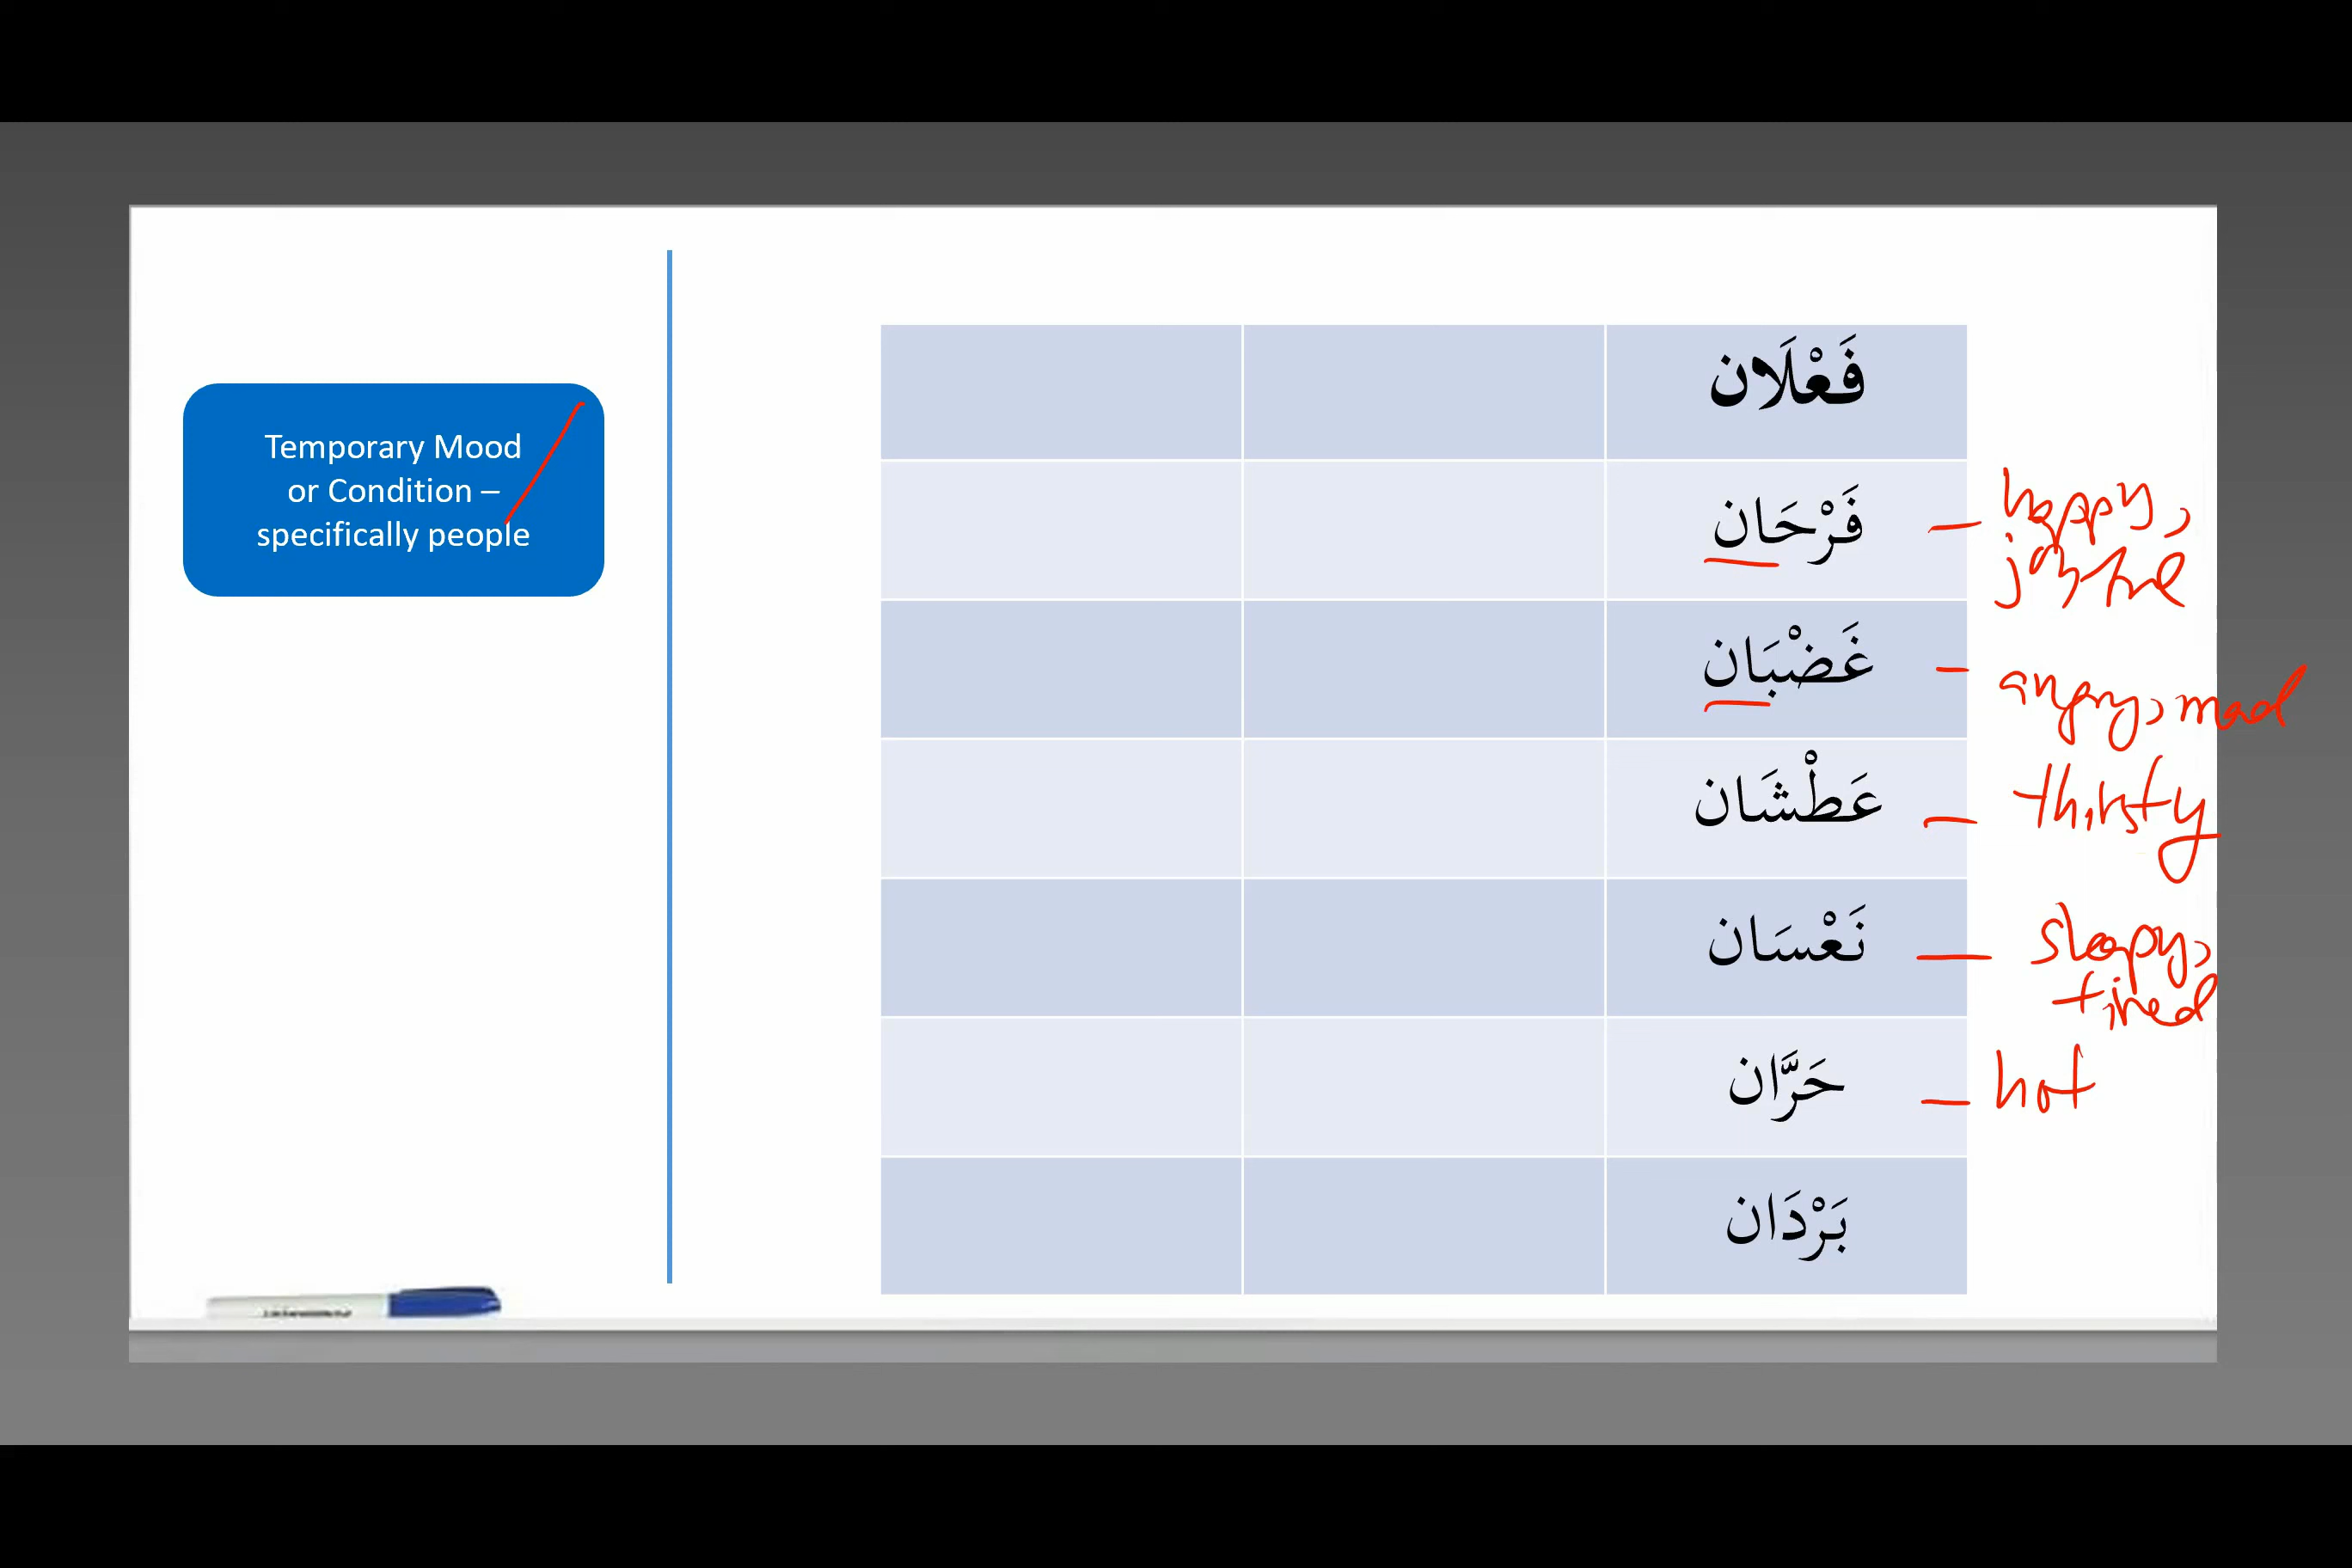 Temporary Mood
or Condition –
specifically people
فَعْلَان
فَرْحَان – happy,
joyful
غَضْبَان – angry, mad
عَطْشَان – thirsty
نَعْسَان – sleepy,
tired
حَرَّان – hot
بَرْدَان